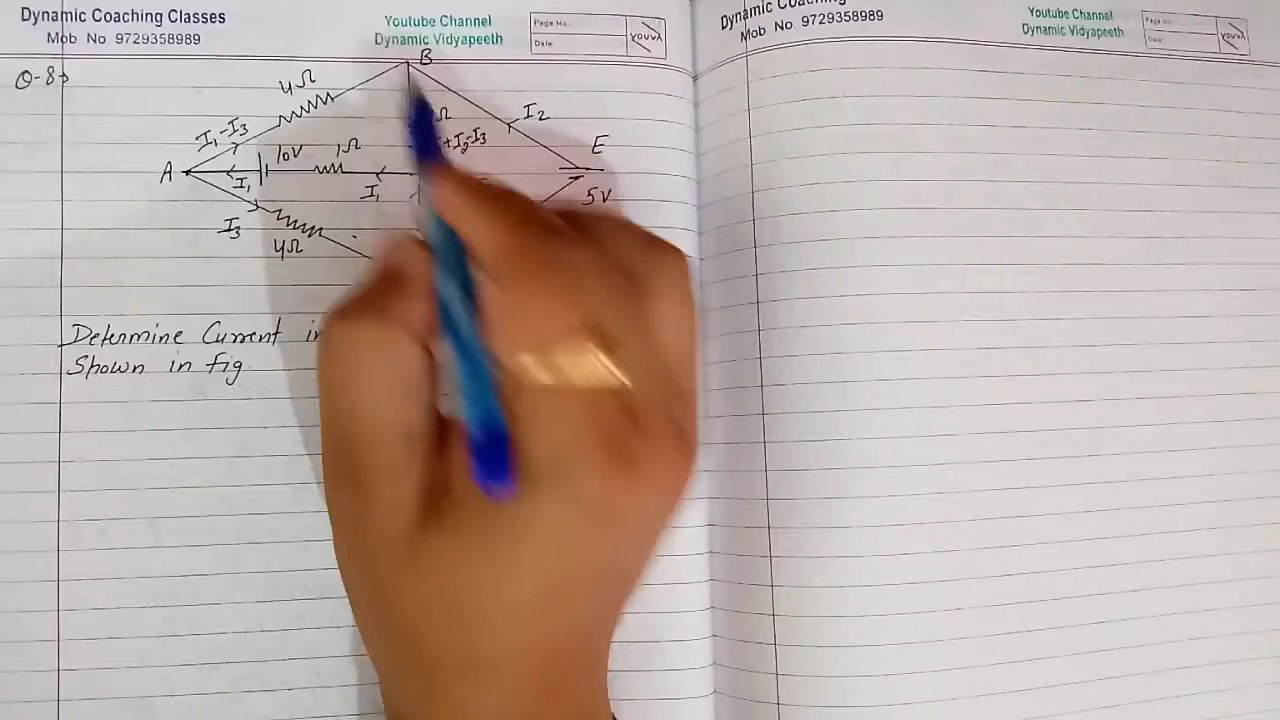 Dynamic Coaching Classes
Mob No 9729358989
Youtube Channel
Dynamic Vidyapeeth
Page No.
Date
YOUVA
Dynamic
Mob No 9729358989
Youtube Channel
Dynamic Vidyapeeth
YOUVA
Q-8→
B
4Ω
Ω
I2
I1-I3
10V
1Ω
+I2-I3
E
A
I1
I1
5V
I3
4Ω
Determine Current
Shown in fig